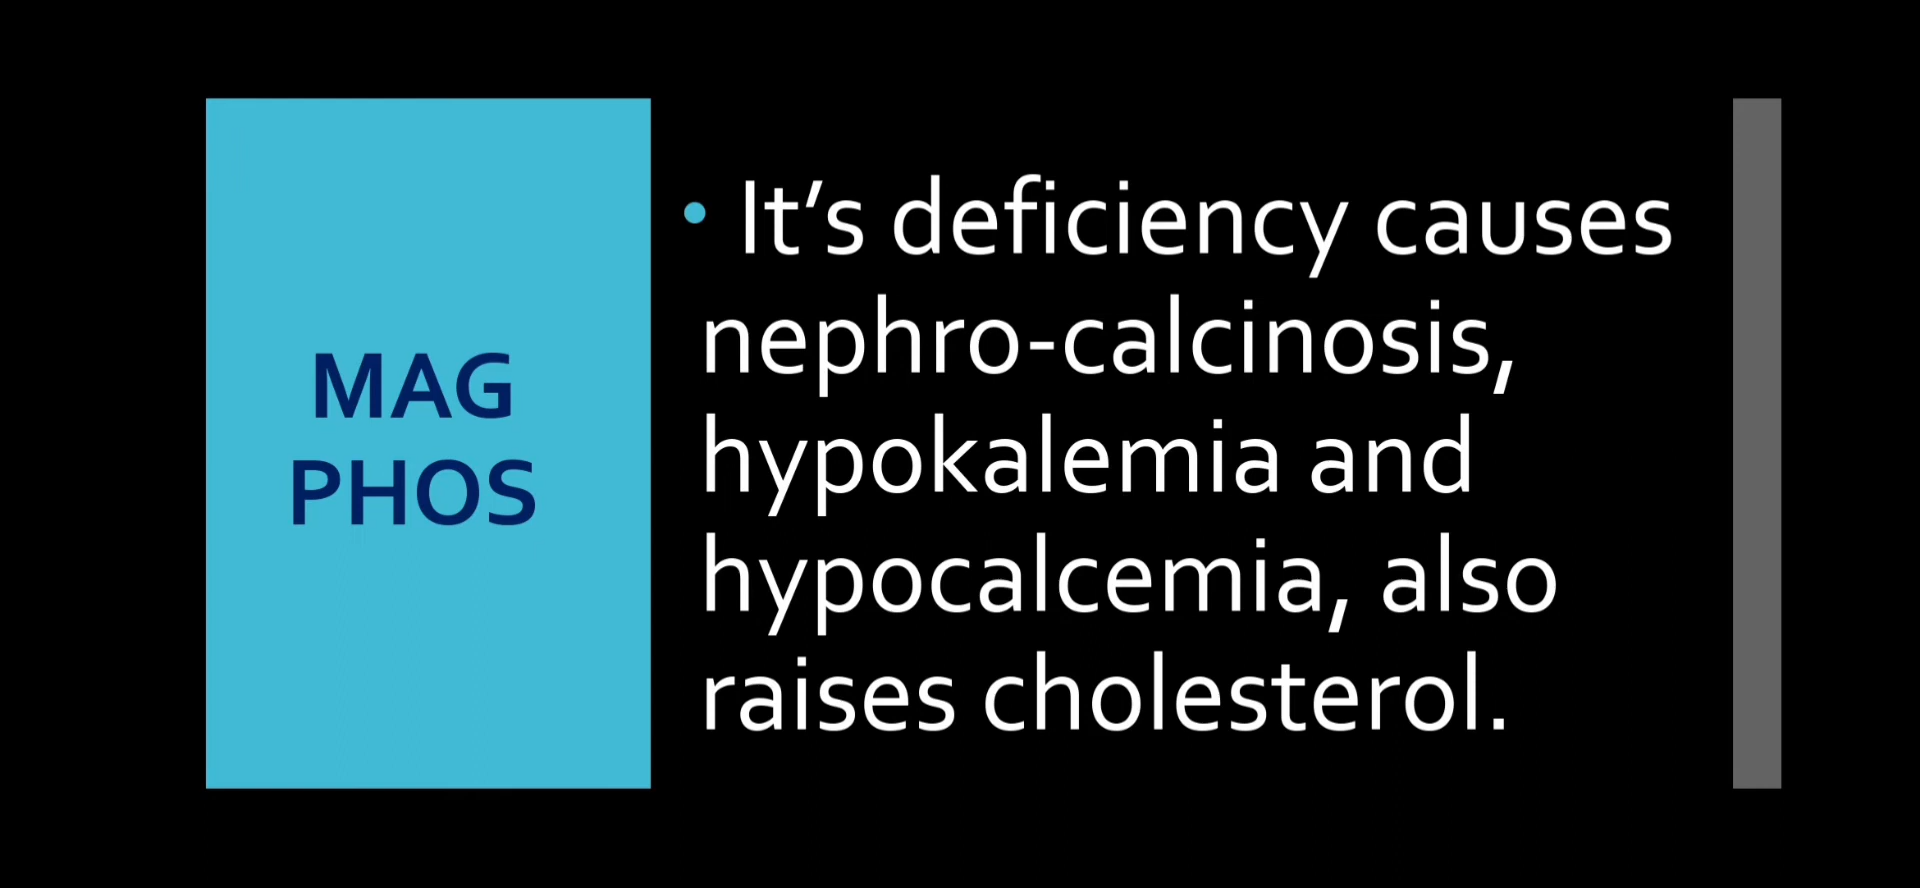 MAG
PHOS
• It’s deficiency causes
nephro-calcinosis,
hypokalemia and
hypocalcemia, also
raises cholesterol.